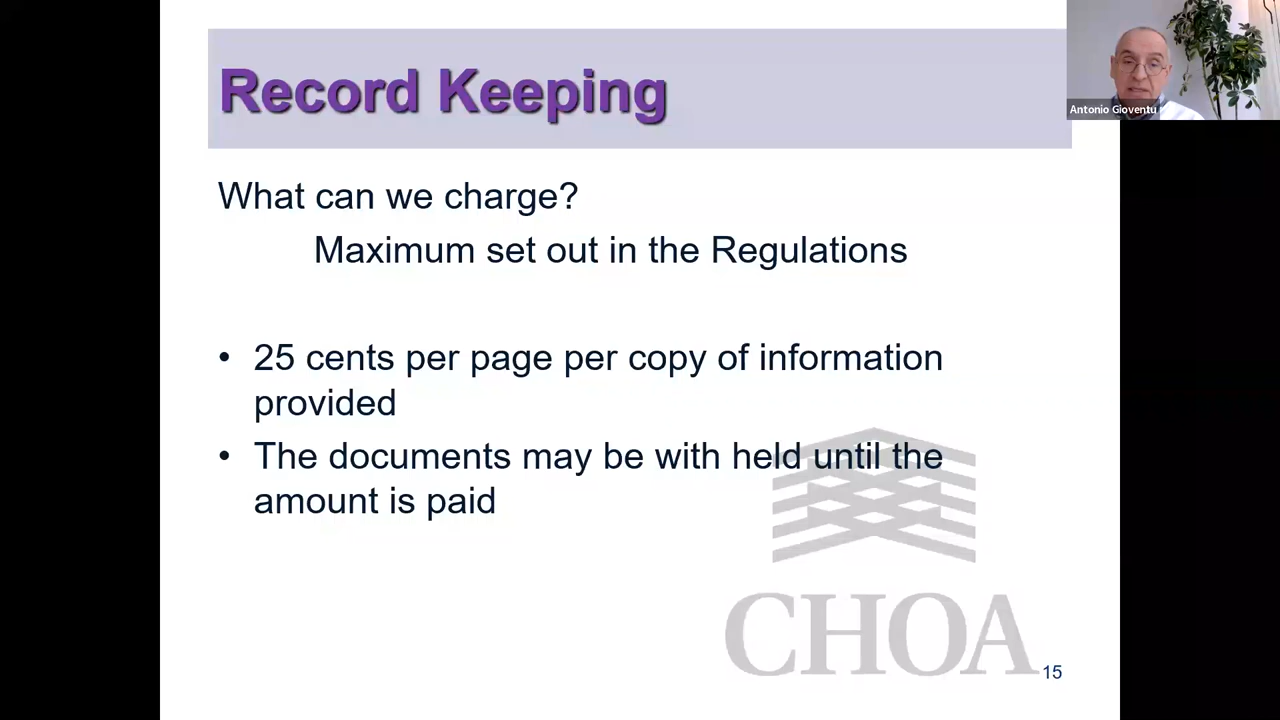 Record Keeping
Antonio Gioventu
What can we charge?
Maximum set out in the Regulations
• 25 cents per page per copy of information
provided
• The documents may be with held until the
amount is paid
CHOA
15